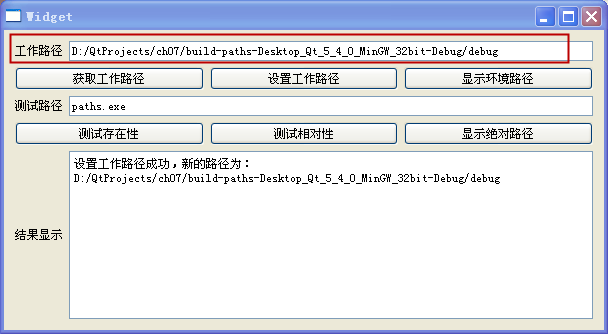 Widget
工作路径 D:/QtProjects/ch07/build-paths-Desktop_Qt_5_4_0_MinGW_32bit-Debug/debug
获取工作路径 设置工作路径 显示环境路径
测试路径 paths.exe
测试存在性 测试相对性 显示绝对路径
设置工作路径成功，新的路径为：
D:/QtProjects/ch07/build-paths-Desktop_Qt_5_4_0_MinGW_32bit-Debug/debug
结果显示